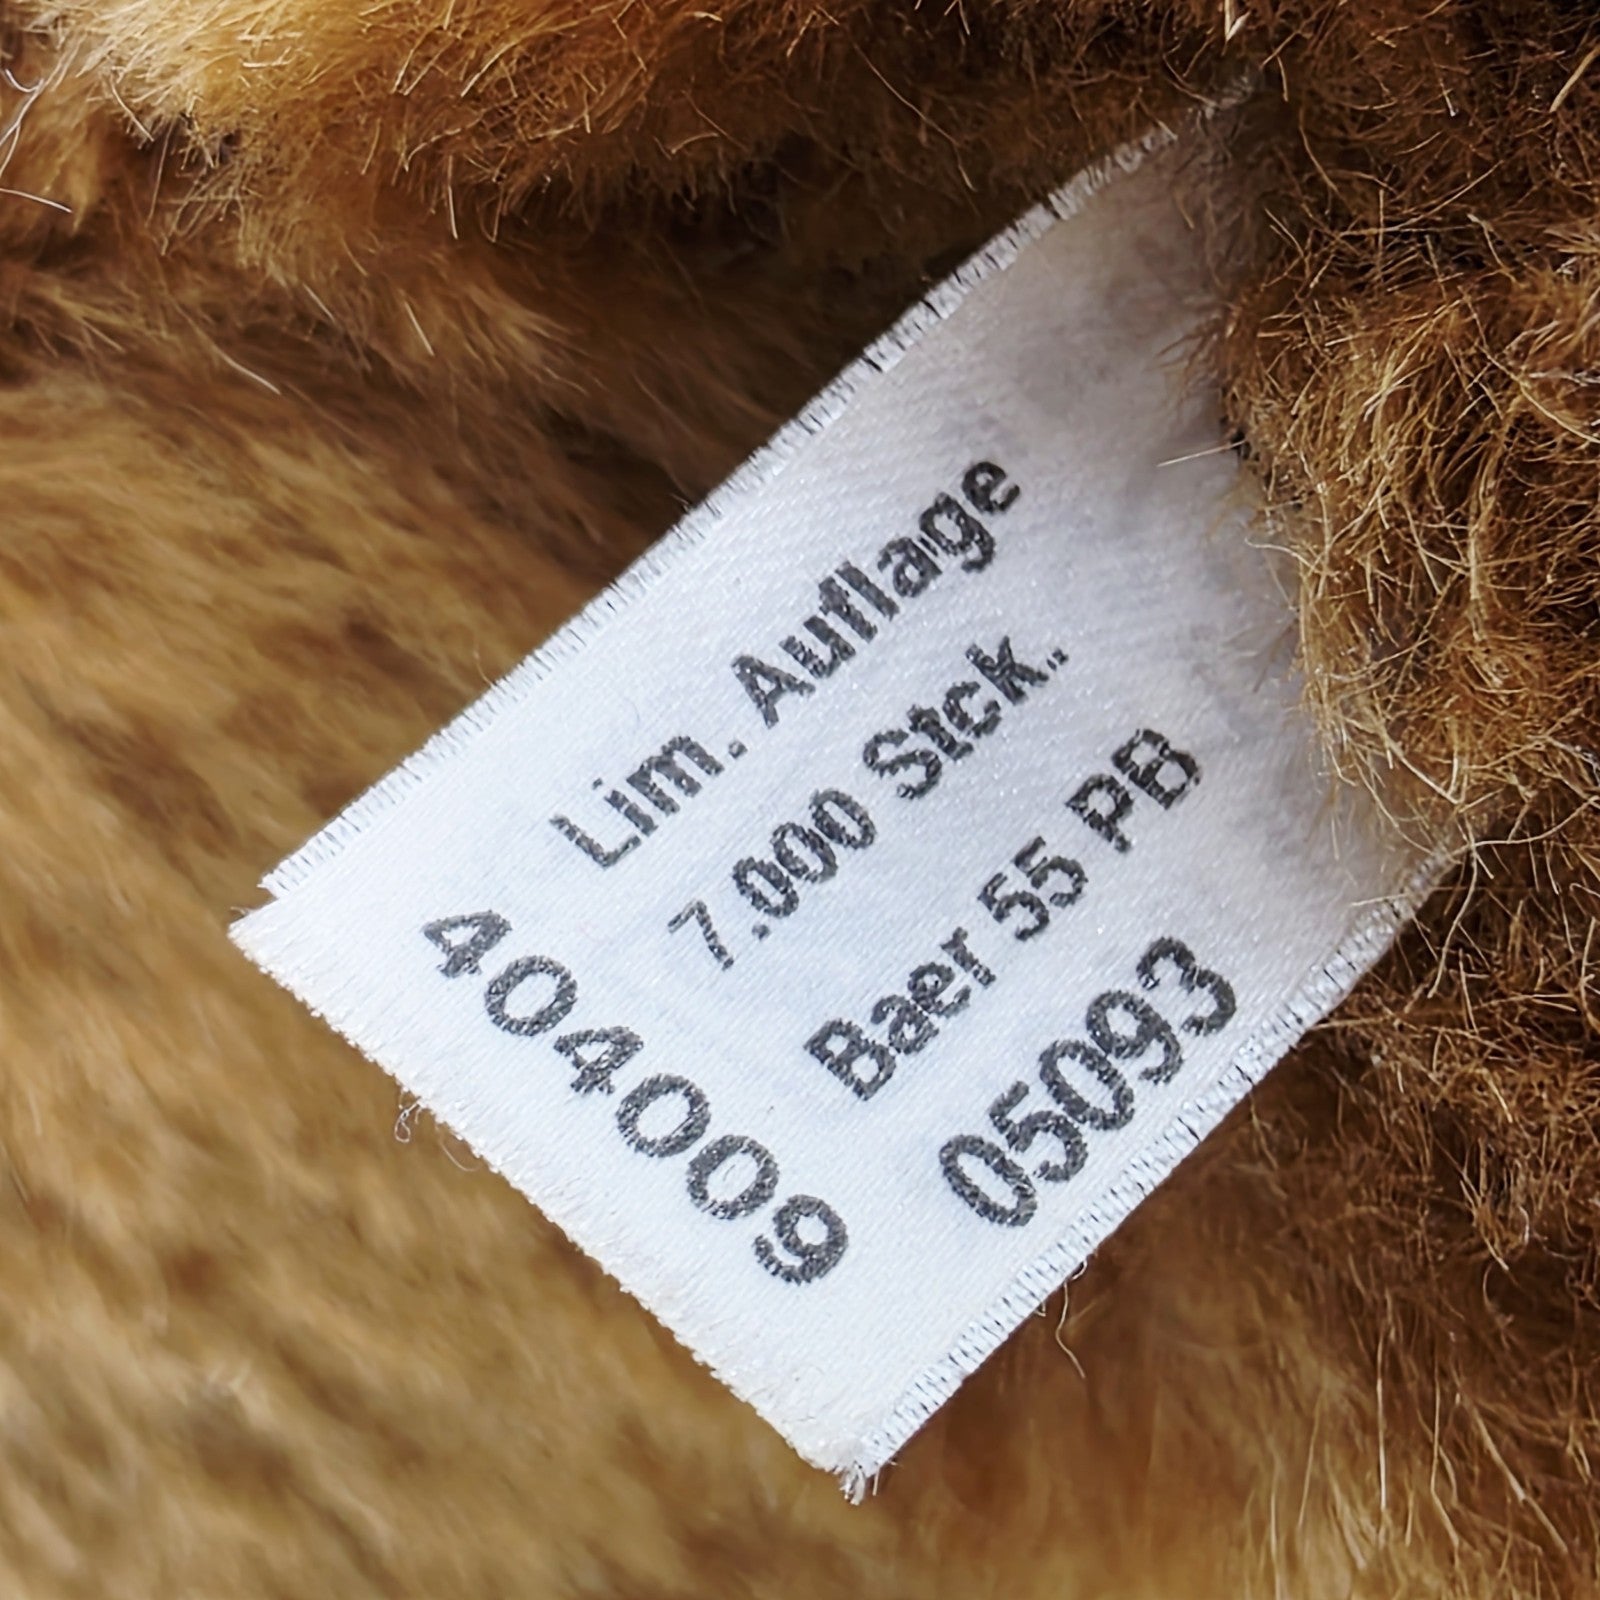 Lim. Auflage
7.000 Stck.
Baer 55 PB
05093
404009